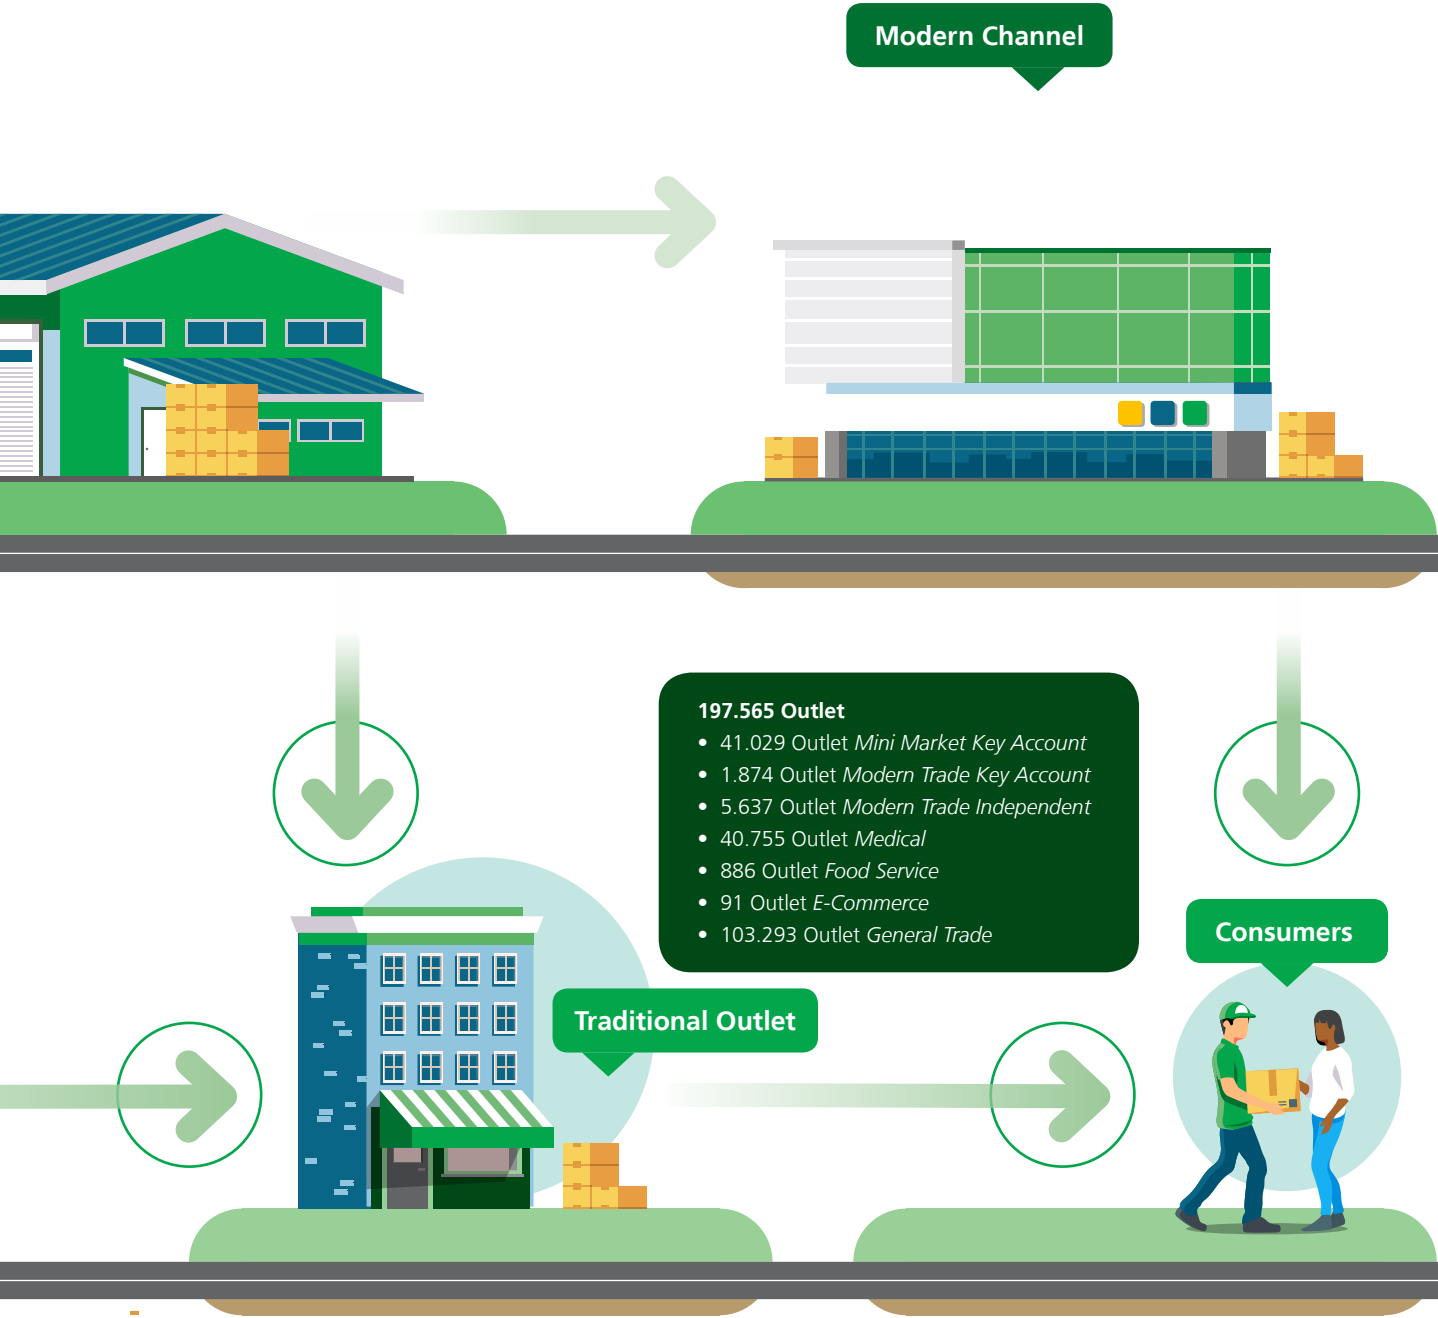 Modern Channel
197.565 Outlet
• 41.029 Outlet Mini Market Key Account
• 1.874 Outlet Modern Trade Key Account
• 5.637 Outlet Modern Trade Independent
• 40.755 Outlet Medical
• 886 Outlet Food Service
• 91 Outlet E-Commerce
• 103.293 Outlet General Trade
Consumers
Traditional Outlet